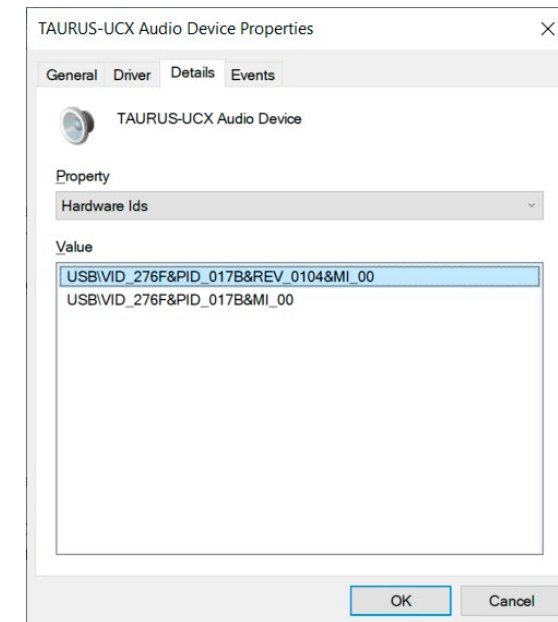 TAURUS-UCX Audio Device Properties
General Driver Details Events
TAURUS-UCX Audio Device
Property
Hardware Ids
Value
USB\VID_276F&PID_017B&REV_0104&MI_00
USB\VID_276F&PID_017B&MI_00
OK Cancel